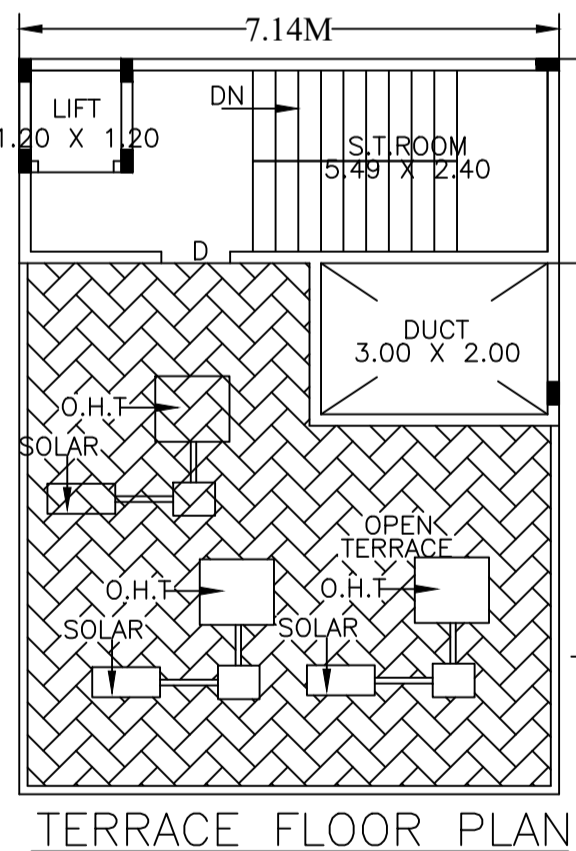 7.14M
LIFT
1.20 X 1.20
DN
S.T.ROOM
5.49 X 2.40
D
DUCT
3.00 X 2.00
O.H.T
SOLAR
OPEN
TERRACE
O.H.T
O.H.T
SOLAR
SOLAR
TERRACE FLOOR PLAN